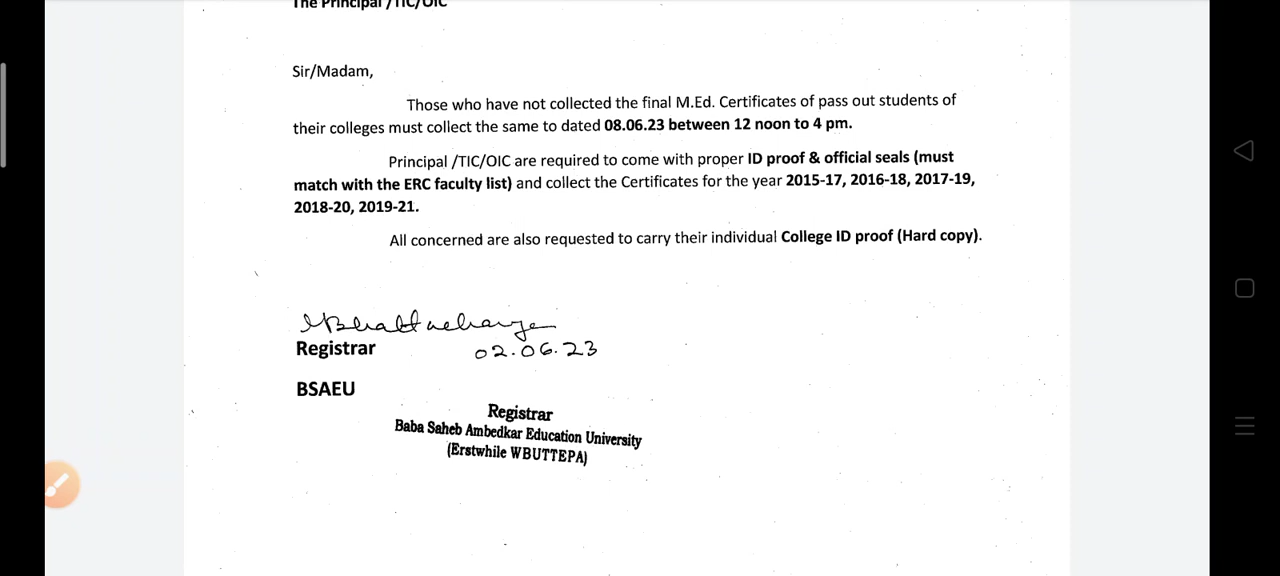 The Principal /TIC/OIC
Sir/Madam,
Those who have not collected the final M.Ed. Certificates of pass out students of
their colleges must collect the same to dated 08.06.23 between 12 noon to 4 pm.
Principal /TIC/OIC are required to come with proper ID proof & official seals (must
match with the ERC faculty list) and collect the Certificates for the year 2015-17, 2016-18, 2017-19,
2018-20, 2019-21.
All concerned are also requested to carry their individual College ID proof (Hard copy).
Registrar
02.06.23
BSAEU
Registrar
Baba Saheb Ambedkar Education University
(Erstwhile WBUTTEPA)